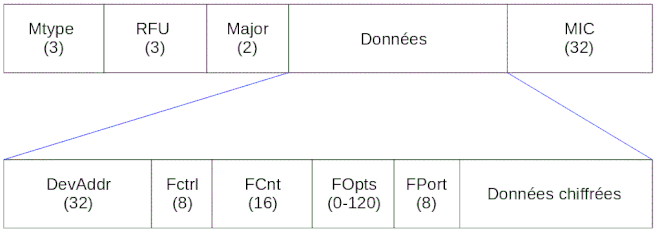 Mtype RFU Major Données MIC
(3) (3) (2) (32)
DevAddr Fctrl FCnt FOpts FPort Données chiffrées
(32) (8) (16) (0-120) (8)